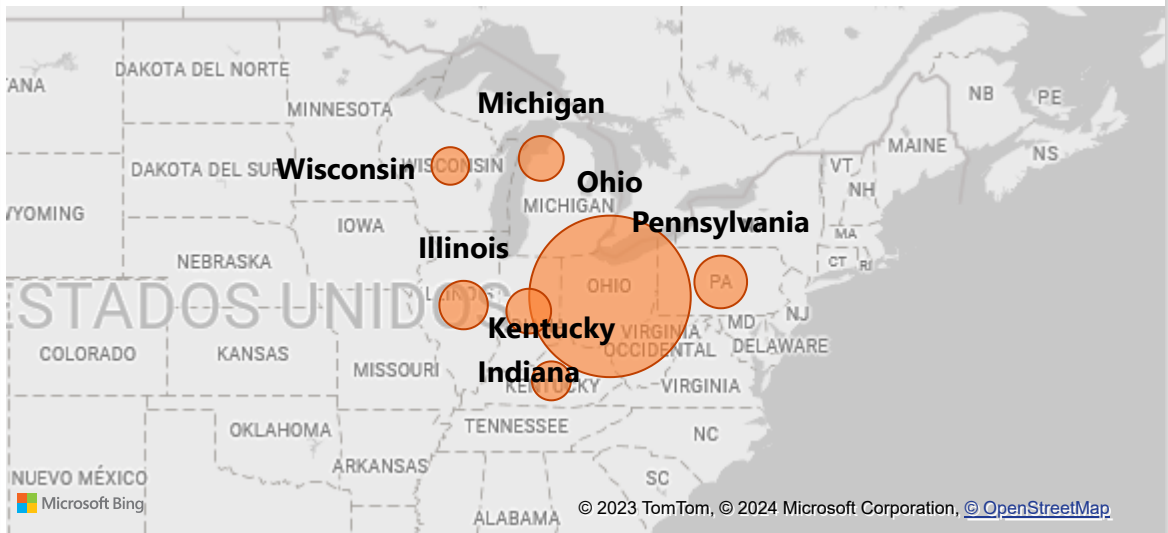 DAKOTA DEL NORTE
MINNESOTA
NB
PE
ANA
Michigan
MAINE
NS
Wisconsin
WISCONSIN
DAKOTA DEL SUR
VT
NH
Ohio
MICHIGAN
WYOMING
IOWA
Pennsylvania
MA
CT
RI
Illinois
NEBRASKA
OHIO
PA
ESTADOS UNIDOS
NJ
MD
DELAWARE
Kentucky
VIRGINIA
OCCIDENTAL
COLORADO
KANSAS
MISSOURI
Indiana
KENTUCKY
VIRGINIA
TENNESSEE
OKLAHOMA
NC
ARKANSAS
NUEVO MÉXICO
SC
ALABAMA
Microsoft Bing
© 2023 TomTom, © 2024 Microsoft Corporation, © OpenStreetMap